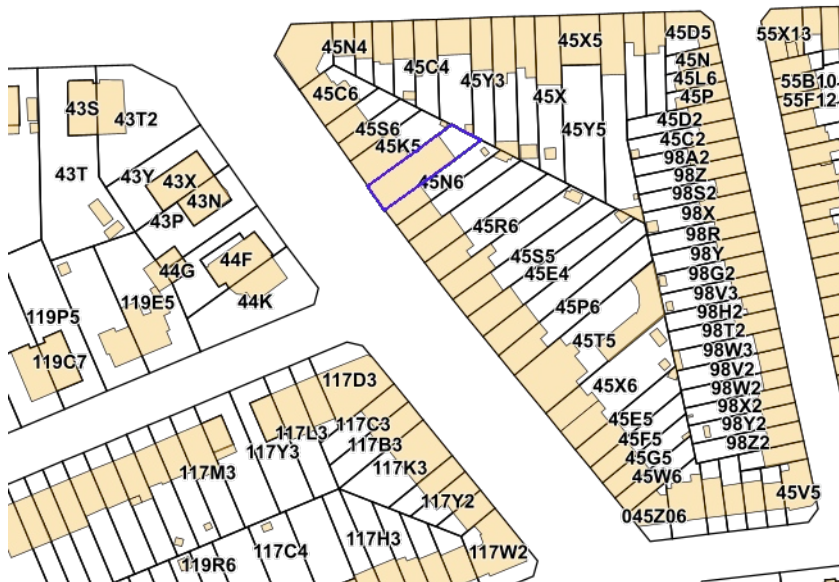 45D5
55X13
45N4
45X5
45N
45C4
45L6
45Y3
55B10
45C6
45X
45P
55F12
43S
43T2
45D2
45S6
45Y5
45C2
45K5
98A2
43T
43Y
98Z
43X
45N6
98S2
43N
98X
43P
45R6
98R
98Y
44F
45S5
44G
45E4
98G2
98V3
44K
119E5
45P6
98H2
119P5
98T2
45T5
98W3
119C7
98V2
117D3
45X6
98W2
98X2
117C3
45E5
98Y2
117L3
45F5
117B3
98Z2
117Y3
45G5
117K3
117M3
45W6
45V5
117Y2
045Z06
117H3
117C4
117W2
119R6